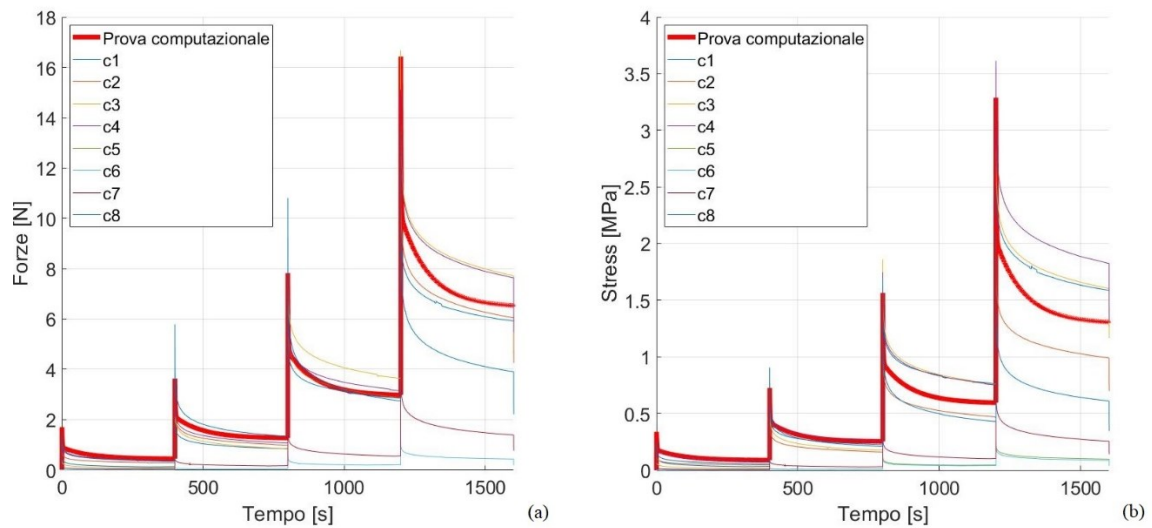 18
16
14
12
10
8
6
4
2
0
Forze [N]
Prova computazionale
c1
c2
c3
c4
c5
c6
c7
c8
0
500
1000
1500
Tempo [s]
(a)
4
3.5
3
2.5
2
1.5
1
0.5
0
Stress [MPa]
Prova computazionale
c1
c2
c3
c4
c5
c6
c7
c8
0
500
1000
1500
Tempo [s]
(b)